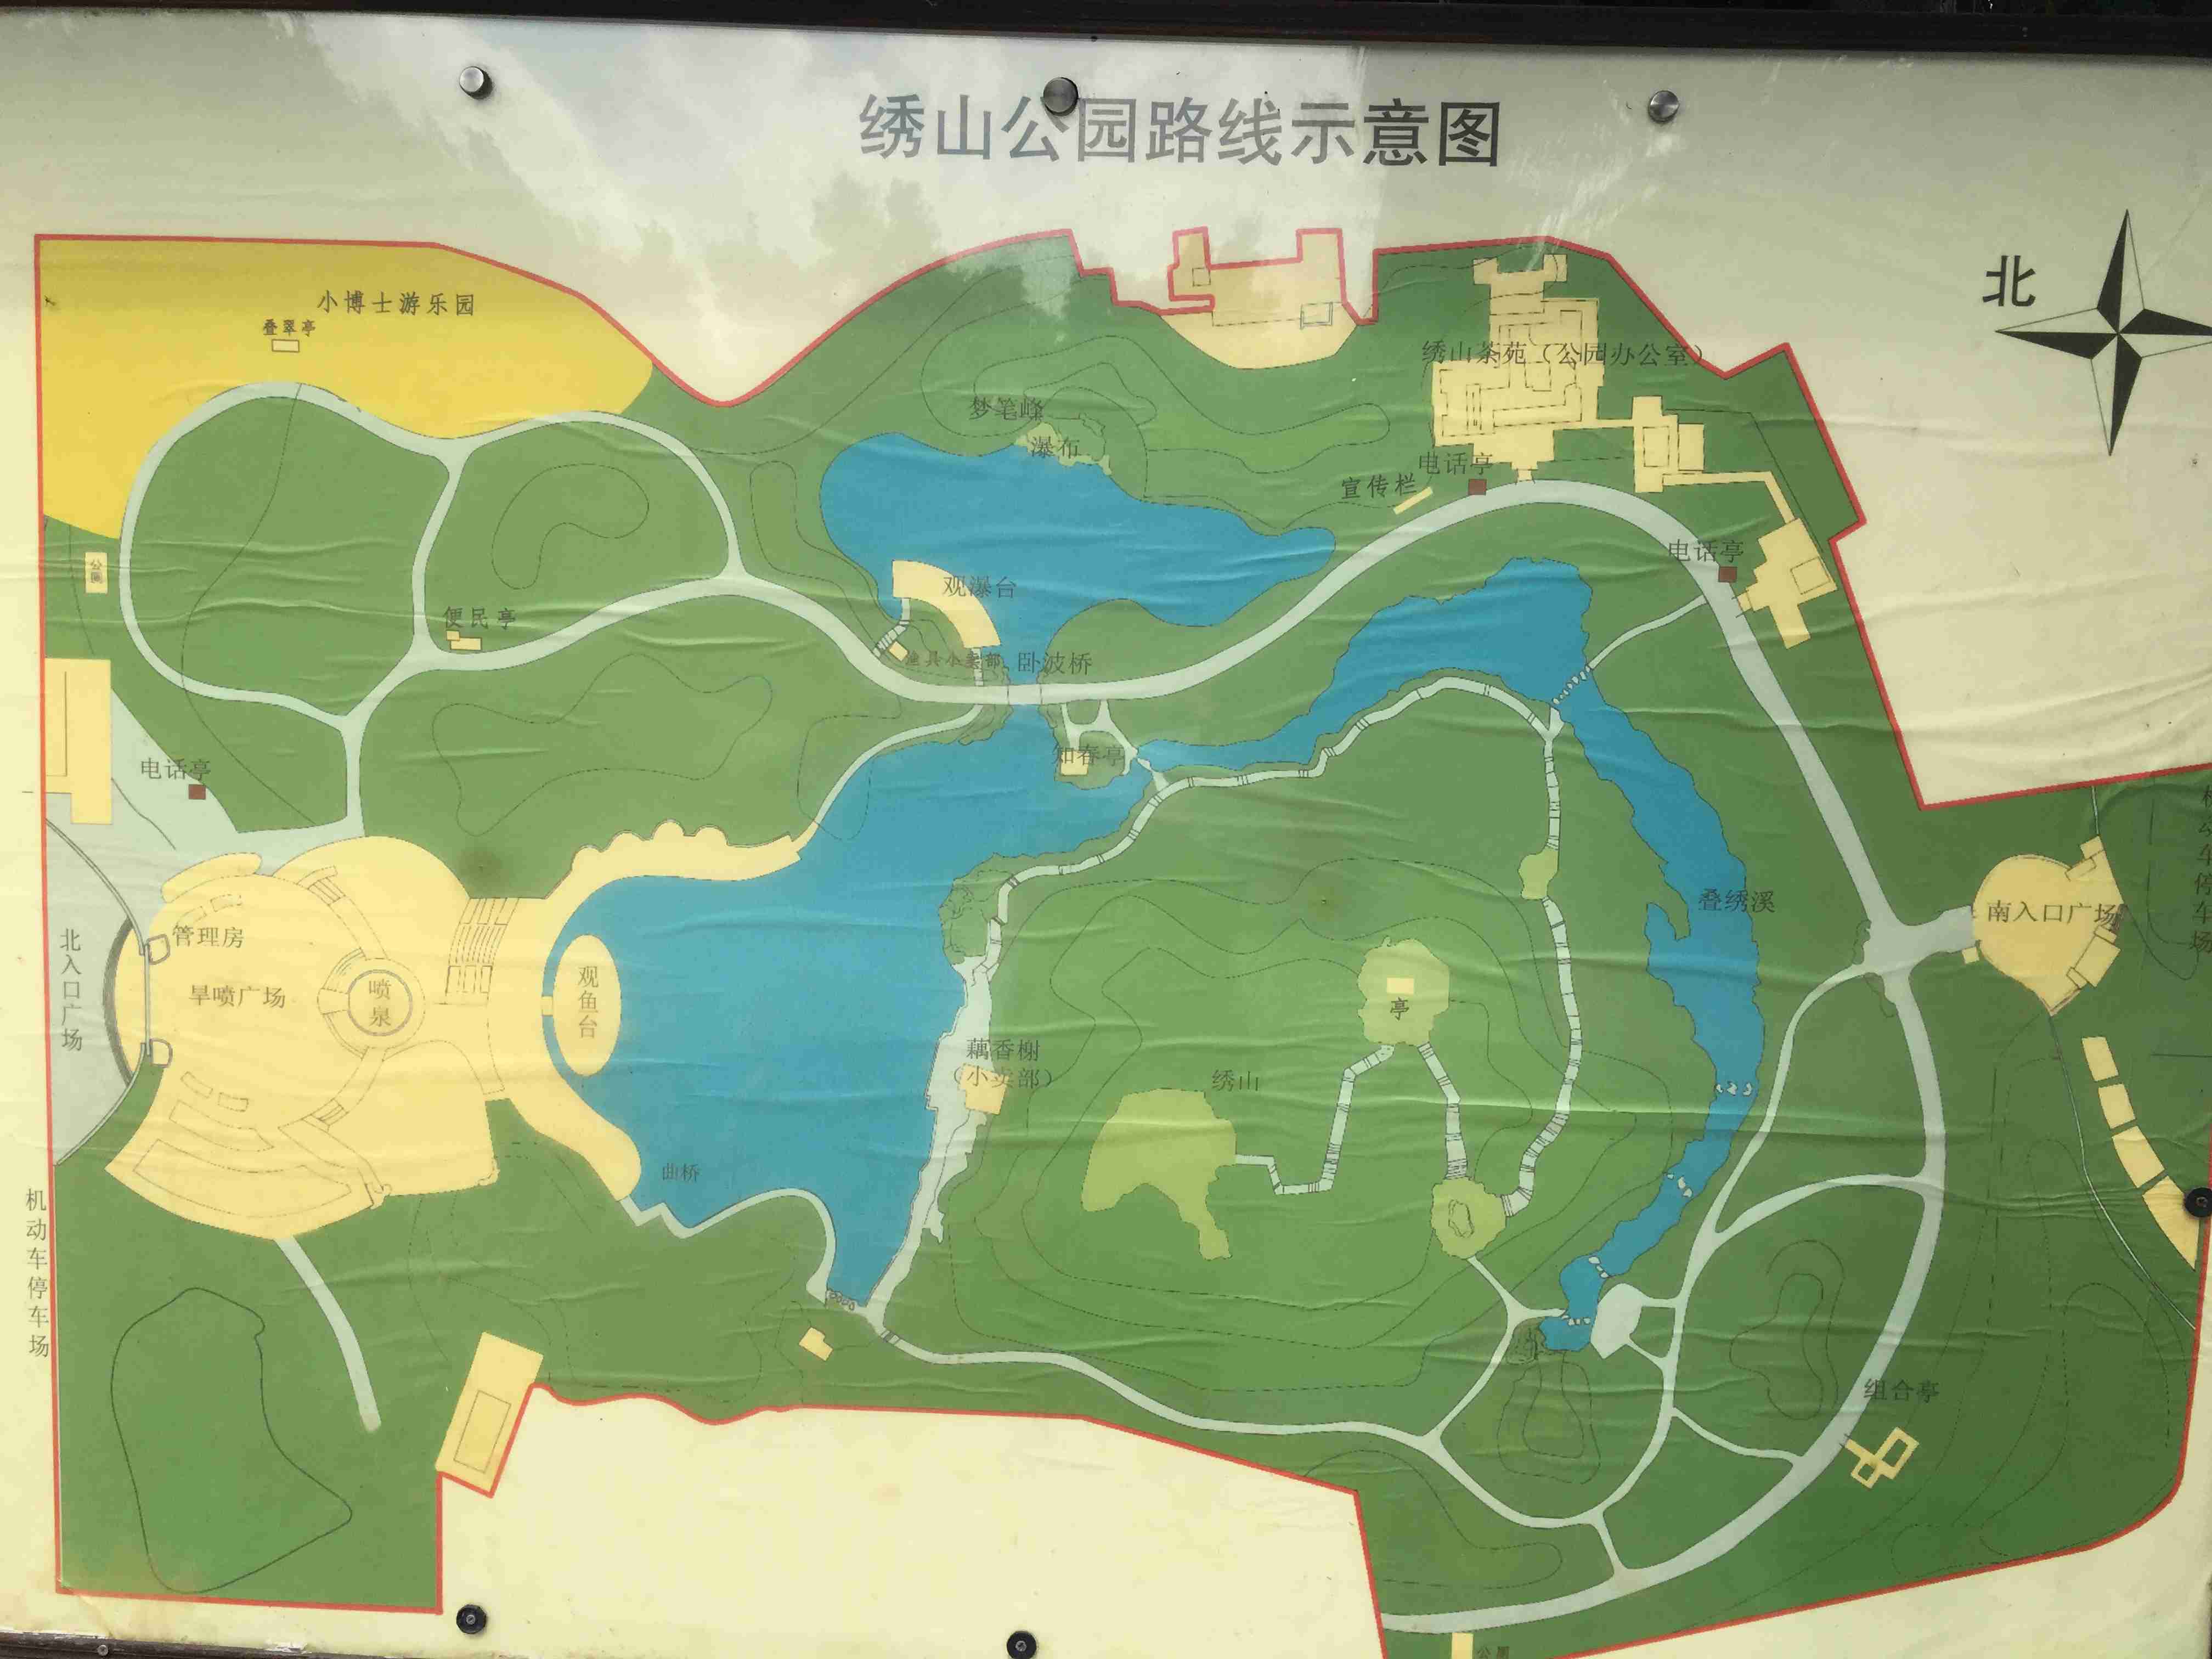 绣山公园路线示意图
北
小博士游乐园
叠翠亭
绣山茶苑（公园办公室）
梦笔峰
瀑布
电话亭
宣传栏
电话亭
公厕
观瀑台
便民亭
渔具小卖部
卧波桥
知春亭
电话亭
叠绣溪
南入口广场
机动车停车场
管理房
北入口广场
旱喷广场
喷泉
观鱼台
亭
藕香榭
（小卖部）
绣山
曲桥
机动车停车场
组合亭
公厕